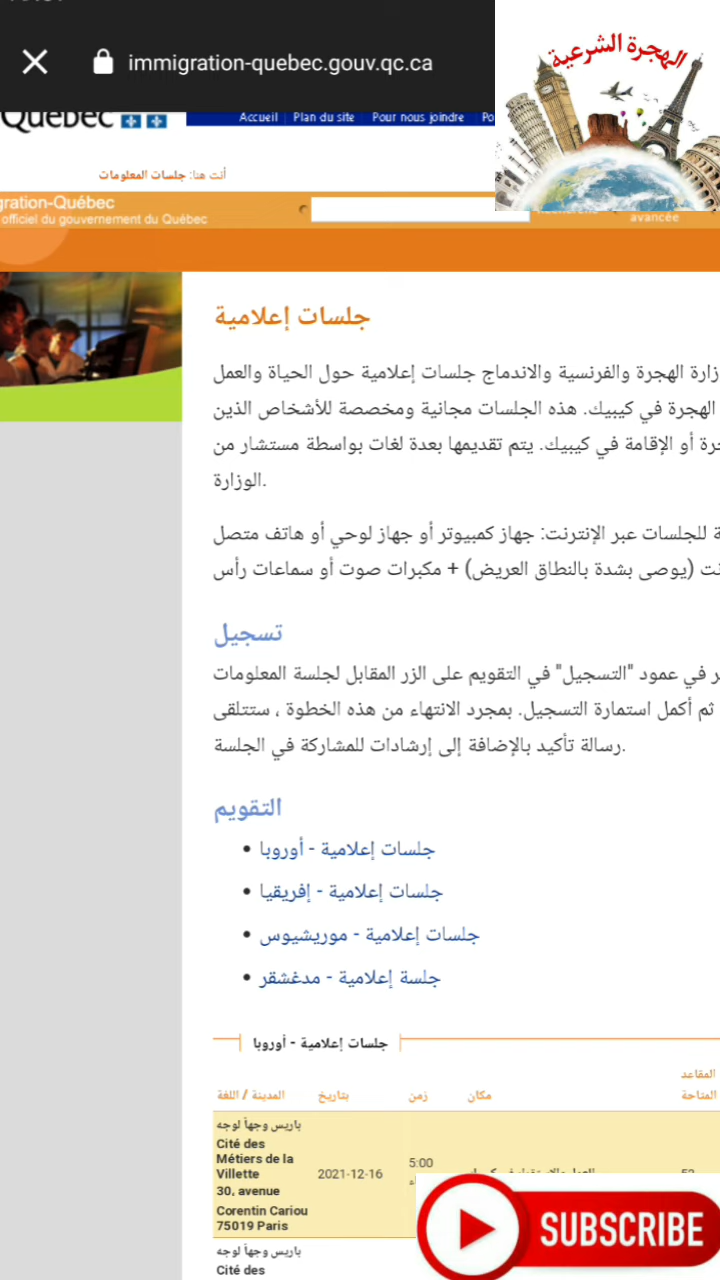 immigration-quebec.gouv.qc.ca
الهجرة الشرعية
Québec
Accueil | Plan du site | Pour nous joindre | Po
أنت هنا: جلسات المعلومات
gration-Québec
officiel du gouvernement du Québec
avancée
جلسات إعلامية
زارة الهجرة والفرنسية والاندماج جلسات إعلامية حول الحياة والعمل
الهجرة في كيبيك. هذه الجلسات مجانية ومخصصة للأشخاص الذين
جرة أو الإقامة في كيبيك. يتم تقديمها بعدة لغات بواسطة مستشار من
الوزارة.
ة للجلسات عبر الإنترنت: جهاز كمبيوتر أو جهاز لوحي أو هاتف متصل
نت (يوصى بشدة بالنطاق العريض) + مكبرات صوت أو سماعات رأس
تسجيل
ر في عمود "التسجيل" في التقويم على الزر المقابل لجلسة المعلومات
ثم أكمل استمارة التسجيل. بمجرد الانتهاء من هذه الخطوة ، ستتلقى
رسالة تأكيد بالإضافة إلى إرشادات للمشاركة في الجلسة.
التقويم
• جلسات إعلامية - أوروبا
• جلسات إعلامية - إفريقيا
• جلسات إعلامية - موريشيوس
• جلسة إعلامية - مدغشقر
جلسات إعلامية - أوروبا
المدينة / اللغة بتاريخ زمن مكان المقاعد المتاحة
باريس وجهاً لوجه
Cité des
Métiers de la
Villette
30, avenue
Corentin Cariou
75019 Paris
2021-12-16
5:00
باريس وجهاً لوجه
Cité des
SUBSCRIBE